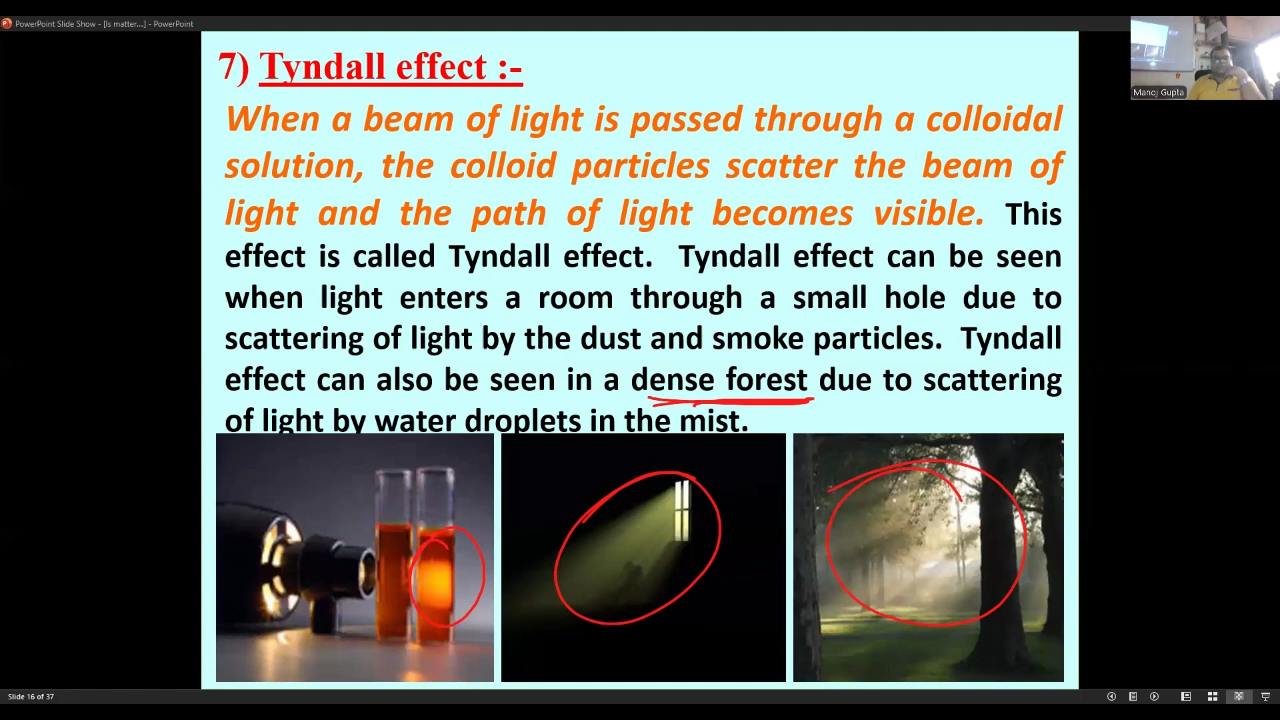 PowerPoint Slide Show - [Is matter...] - PowerPoint
7) Tyndall effect :-
When a beam of light is passed through a colloidal
solution, the colloid particles scatter the beam of
light and the path of light becomes visible. This
effect is called Tyndall effect. Tyndall effect can be seen
when light enters a room through a small hole due to
scattering of light by the dust and smoke particles. Tyndall
effect can also be seen in a dense forest due to scattering
of light by water droplets in the mist.
Manoj Gupta
Slide 16 of 37